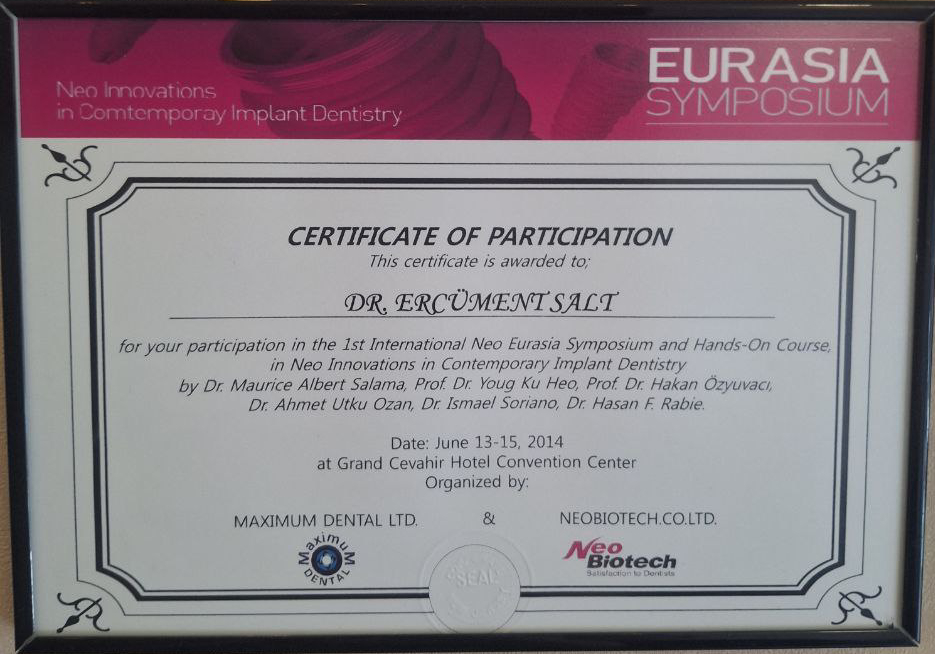 Neo Innovations
in Comtemporay Implant Dentistry
EURASIA
SYMPOSIUM
CERTIFICATE OF PARTICIPATION
This certificate is awarded to;
DR. ERCÜMENT SALT
for your participation in the 1st International Neo Eurasia Symposium and Hands-On Course,
in Neo Innovations in Contemporary Implant Dentistry
by Dr. Maurice Albert Salama, Prof. Dr. Youg Ku Heo, Prof. Dr. Hakan Özyuvacı,
Dr. Ahmet Utku Ozan, Dr. Ismael Soriano, Dr. Hasan F. Rabie.
Date: June 13-15, 2014
at Grand Cevahir Hotel Convention Center
Organized by:
MAXIMUM DENTAL LTD. & NEOBIOTECH.CO.LTD.
MaximuM
DENTAL
Neo
Biotech
Satisfaction to Dentists
SEAL